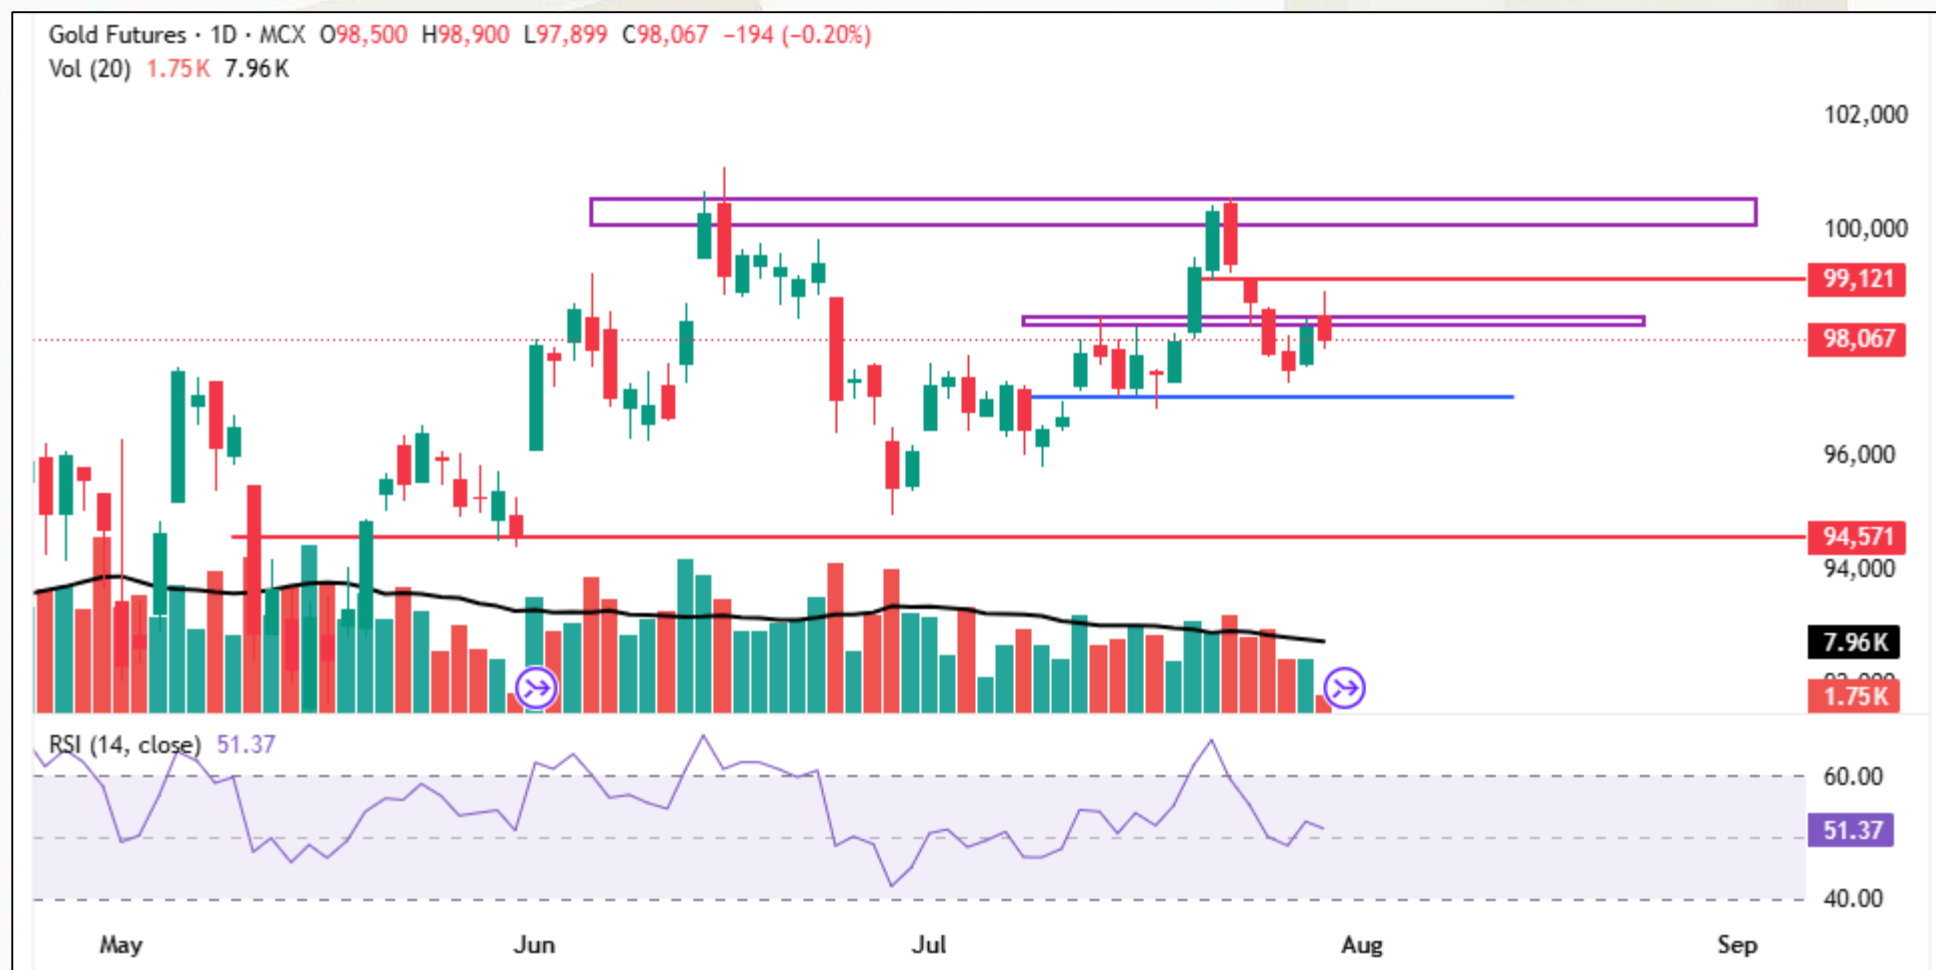 Gold Futures · 1D · MCX O98,500 H98,900 L97,899 C98,067 −194 (−0.20%)
Vol (20) 1.75K 7.96K
102,000
100,000
99,121
98,067
96,000
94,571
94,000
7.96K
1.75K
RSI (14, close) 51.37
60.00
51.37
40.00
May Jun Jul Aug Sep